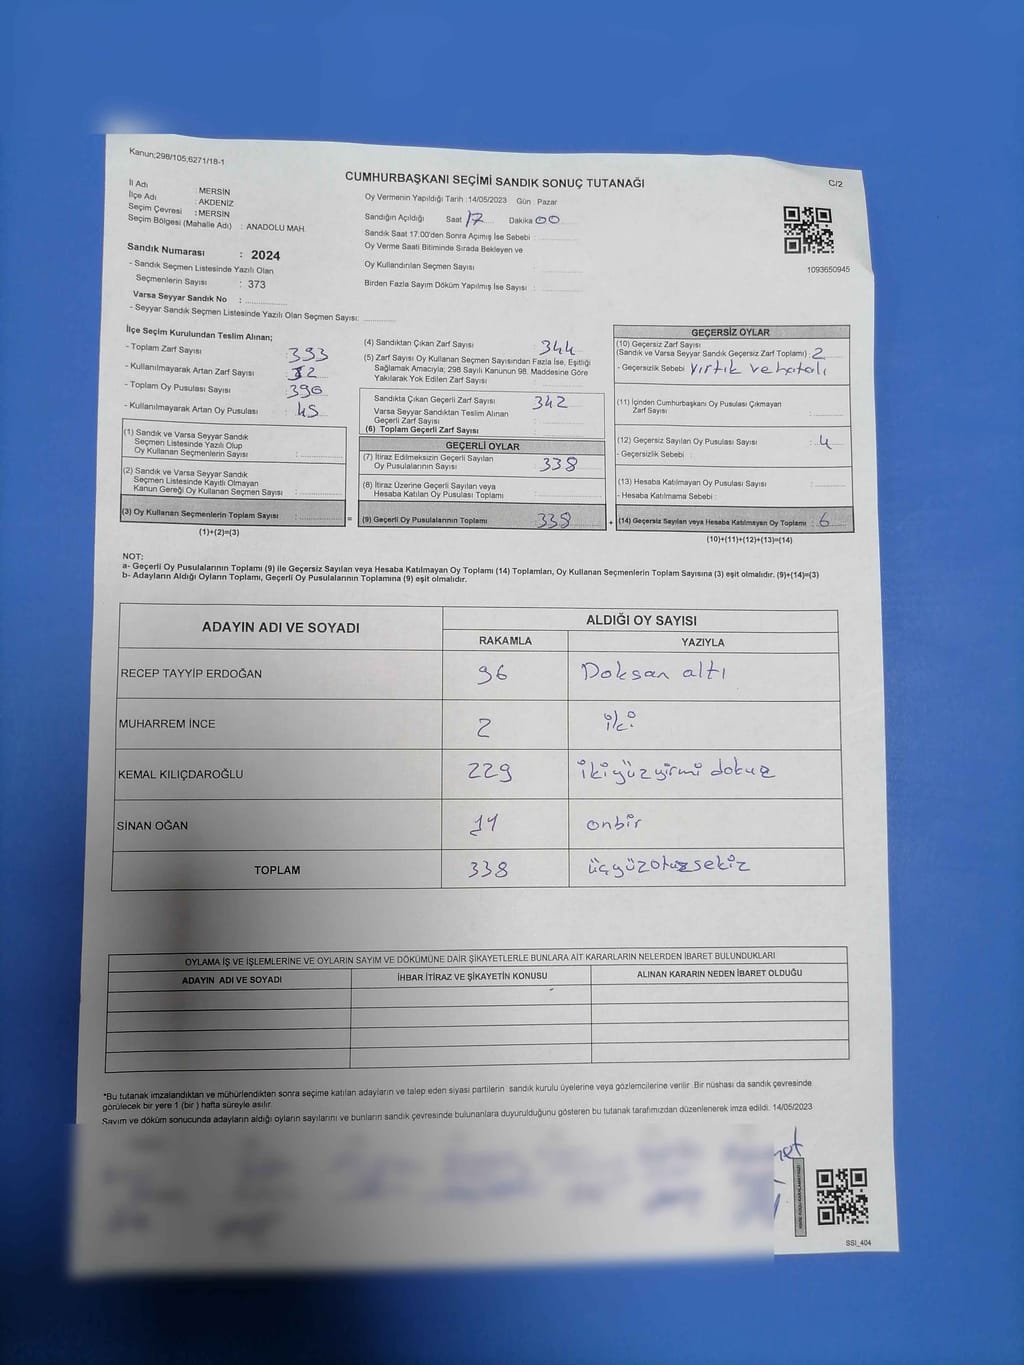 Kanun;298/105;6271/18-1
C/2
CUMHURBAŞKANI SEÇİMİ SANDIK SONUÇ TUTANAĞI
İl Adı : MERSİN
İlçe Adı : AKDENİZ
Seçim Çevresi : MERSİN
Seçim Bölgesi (Mahalle Adı) : ANADOLU MAH.
Sandık Numarası : 2024
- Sandık Seçmen Listesinde Yazılı Olan
Seçmenlerin Sayısı : 373
Varsa Seyyar Sandık No : ..............
- Seyyar Sandık Seçmen Listesinde Yazılı Olan Seçmen Sayısı: ............
Oy Vermenin Yapıldığı Tarih : 14/05/2023 Gün : Pazar
Sandığın Açıldığı Saat 17 Dakika 00
Sandık Saat 17.00'den Sonra Açımış İse Sebebi : ..............
Oy Verme Saati Bitiminde Sırada Bekleyen ve
Oy Kullandırılan Seçmen Sayısı : ..............
Birden Fazla Sayım Döküm Yapılmış İse Sayısı : ..............
1093650945
İlçe Seçim Kurulundan Teslim Alınan;
- Toplam Zarf Sayısı : 393
- Kullanılmayarak Artan Zarf Sayısı :
- Toplam Oy Pusulası Sayısı : 390
- Kullanılmayarak Artan Oy Pusulası : 45
(1) Sandık ve Varsa Seyyar Sandık
Seçmen Listesinde Yazılı Olup
Oy Kullanan Seçmenlerin Sayısı : ..............
(2) Sandık ve Varsa Seyyar Sandık
Seçmen Listesinde Kayıtlı Olmayan
Kanun Gereği Oy Kullanan Seçmen Sayısı : ..............
(3) Oy Kullanan Seçmenlerin Toplam Sayısı : ..............
(1)+(2)=(3)
(4) Sandıktan Çıkan Zarf Sayısı : 344
(5) Zarf Sayısı Oy Kullanan Seçmen Sayısından Fazla İse, Eşitliği
Sağlamak Amacıyla; 298 Sayılı Kanunun 98. Maddesine Göre
Yakılarak Yok Edilen Zarf Sayısı : ..............
Sandıkta Çıkan Geçerli Zarf Sayısı : 342
Varsa Seyyar Sandıktan Teslim Alınan
Geçerli Zarf Sayısı : ..............
(6) Toplam Geçerli Zarf Sayısı : ..............
GEÇERLİ OYLAR
(7) İtiraz Edilmeksizin Geçerli Sayılan
Oy Pusulalarının Sayısı : 338
(8) İtiraz Üzerine Geçerli Sayılan veya
Hesaba Katılan Oy Pusulası Toplamı : ..............
= (9) Geçerli Oy Pusulalarının Toplamı : 338
GEÇERSİZ OYLAR
(10) Geçersiz Zarf Sayısı
(Sandık ve Varsa Seyyar Sandık Geçersiz Zarf Toplamı) : 2
- Geçersizlik Sebebi : yırtık ve hatalı
(11) İçinden Cumhurbaşkanı Oy Pusulası Çıkmayan
Zarf Sayısı : ..............
(12) Geçersiz Sayılan Oy Pusulası Sayısı : 4
- Geçersizlik Sebebi :
(13) Hesaba Katılmayan Oy Pusulası Sayısı : ..............
- Hesaba Katılmama Sebebi :
+ (14) Geçersiz Sayılan veya Hesaba Katılmayan Oy Toplamı : 6
(10)+(11)+(12)+(13)=(14)
NOT:
a- Geçerli Oy Pusulalarının Toplamı (9) ile Geçersiz Sayılan veya Hesaba Katılmayan Oy Toplamı (14) Toplamları, Oy Kullanan Seçmenlerin Toplam Sayısına (3) eşit olmalıdır. (9)+(14)=(3)
b- Adayların Aldığı Oyların Toplamı, Geçerli Oy Pusulalarının Toplamına (9) eşit olmalıdır.
ADAYIN ADI VE SOYADI ALDIĞI OY SAYISI
RAKAMLA YAZIYLA
RECEP TAYYİP ERDOĞAN 96 Doksan altı
MUHARREM İNCE 2 iki
KEMAL KILIÇDAROĞLU 229 ikiyüzyirmi dokuz
SİNAN OĞAN 11 onbir
TOPLAM 338 üçyüzotuzsekiz
OYLAMA İŞ VE İŞLEMLERİNE VE OYLARIN SAYIM VE DÖKÜMÜNE DAİR ŞİKAYETLERLE BUNLARA AİT KARARLARIN NELERDEN İBARET BULUNDUKLARI
ADAYIN ADI VE SOYADI İHBAR İTİRAZ VE ŞİKAYETİN KONUSU ALINAN KARARIN NEDEN İBARET OLDUĞU
*Bu tutanak imzalandıktan ve mühürlendikten sonra seçime katılan adayların ve talep eden siyasi partilerin sandık kurulu üyelerine veya gözlemcilerine verilir .Bir nüshası da sandık çevresinde
görülecek bir yere 1 (bir ) hafta süreyle asılır.
Sayım ve döküm sonucunda adayların aldığı oyların sayılarını ve bunların sandık çevresinde bulunanlara duyurulduğunu gösteren bu tutanak tarafımızdan düzenlenerek imza edildi. 14/05/2023
SSI_404